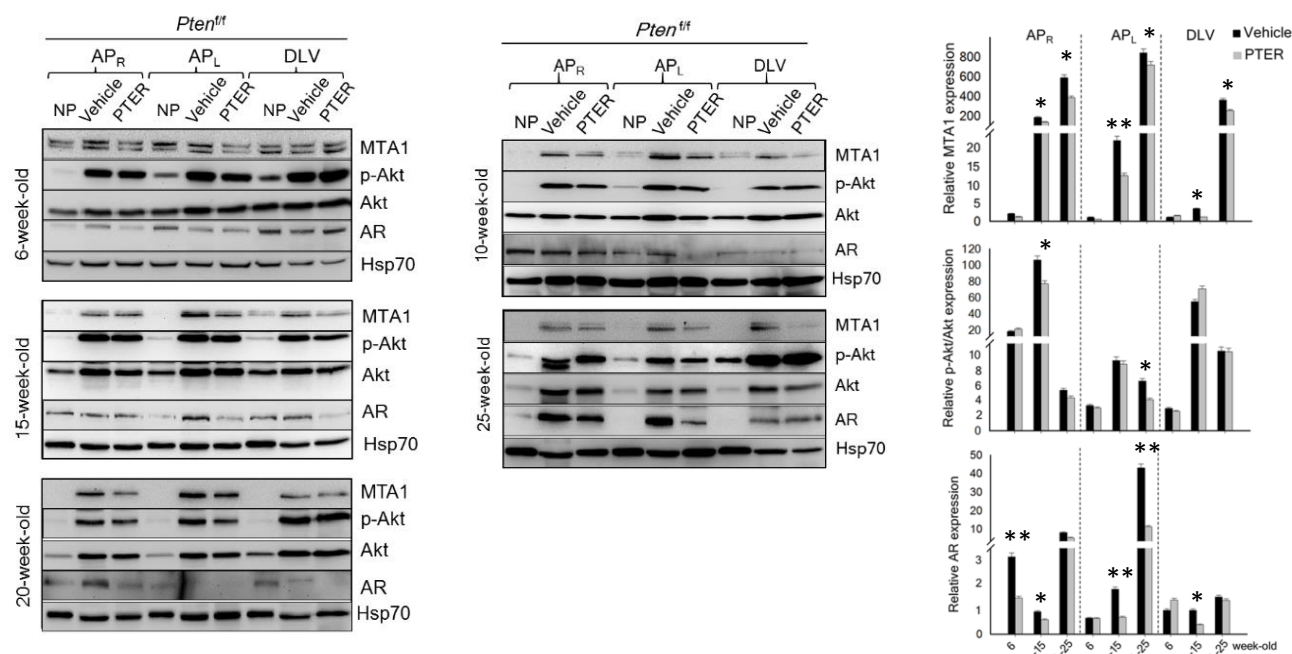 Pten^f/f
AP_R AP_L DLV
NP Vehicle PTER NP Vehicle PTER NP Vehicle PTER
6-week-old
MTA1
p-Akt
Akt
AR
Hsp70
15-week-old
MTA1
p-Akt
Akt
AR
Hsp70
20-week-old
MTA1
p-Akt
Akt
AR
Hsp70
Pten^f/f
AP_R AP_L DLV
NP Vehicle PTER NP Vehicle PTER NP Vehicle PTER
10-week-old
MTA1
p-Akt
Akt
AR
Hsp70
25-week-old
MTA1
p-Akt
Akt
AR
Hsp70
AP_R AP_L DLV
Vehicle
PTER
Relative MTA1 expression
1000
800
600
400
200
20
15
10
5
0
* * ** * * *
Relative p-Akt/Akt expression
120
100
80
60
40
20
10
8
6
4
2
0
* *
Relative AR expression
50
40
30
20
10
3
2
1
0
** * ** ** *
6 -15 -25 6 -15 -25 6 -15 -25 week-old